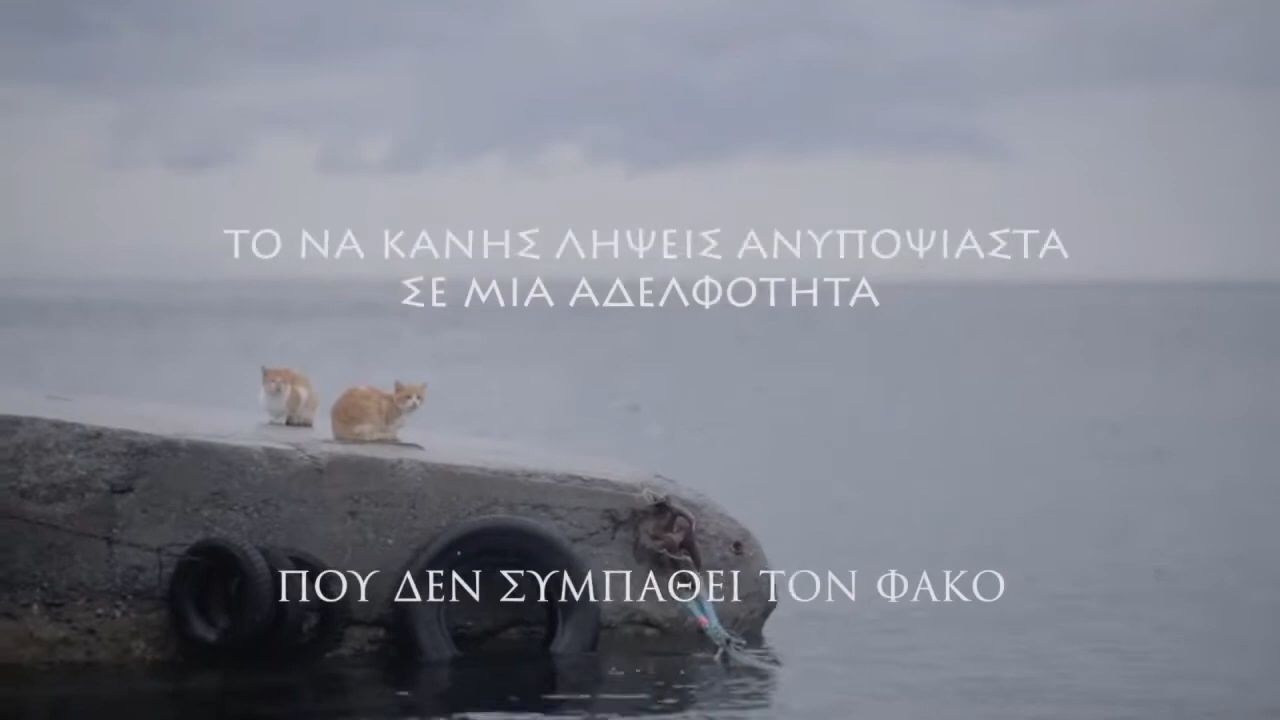 ΤΟ ΝΑ ΚΑΝΗΣ ΛΗΨΕΙΣ ΑΝΥΠΟΨΙΑΣΤΑ
ΣΕ ΜΙΑ ΑΔΕΛΦΟΤΗΤΑ
ΠΟΥ ΔΕΝ ΣΥΜΠΑΘΕΙ ΤΟΝ ΦΑΚΟ